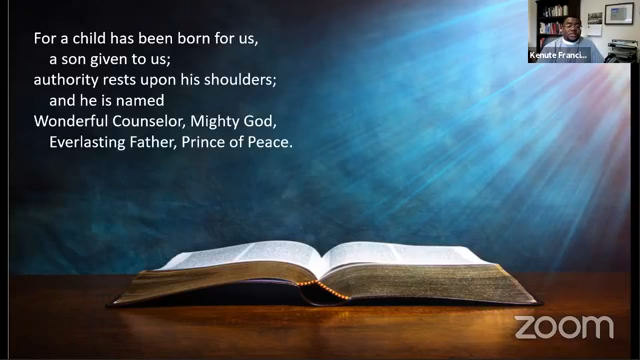 For a child has been born for us,
a son given to us;
authority rests upon his shoulders;
and he is named
Wonderful Counselor, Mighty God,
Everlasting Father, Prince of Peace.
Kenute Franci...
zoom